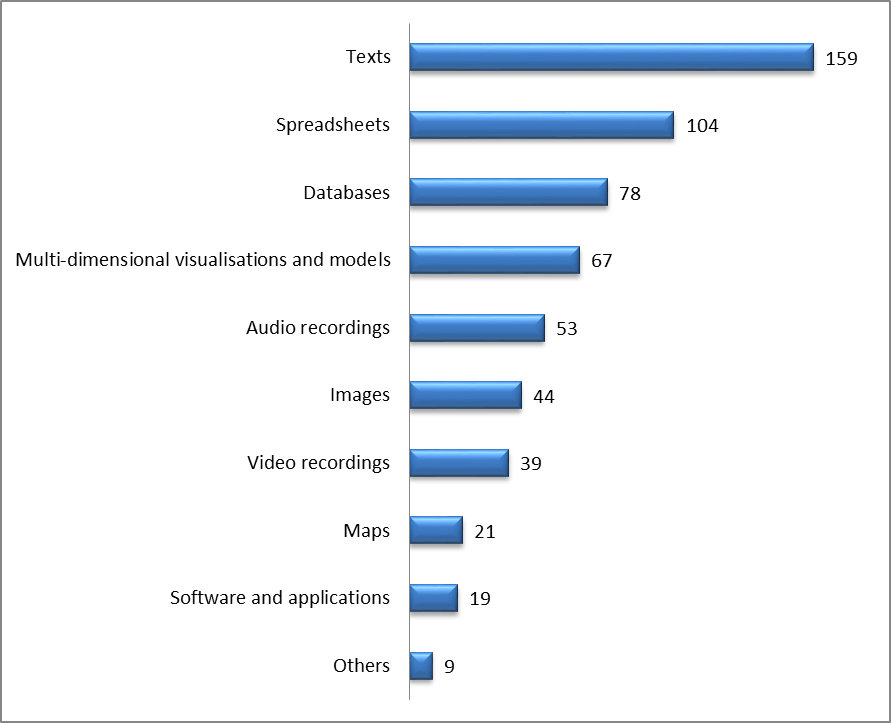 Texts 159
Spreadsheets 104
Databases 78
Multi-dimensional visualisations and models 67
Audio recordings 53
Images 44
Video recordings 39
Maps 21
Software and applications 19
Others 9